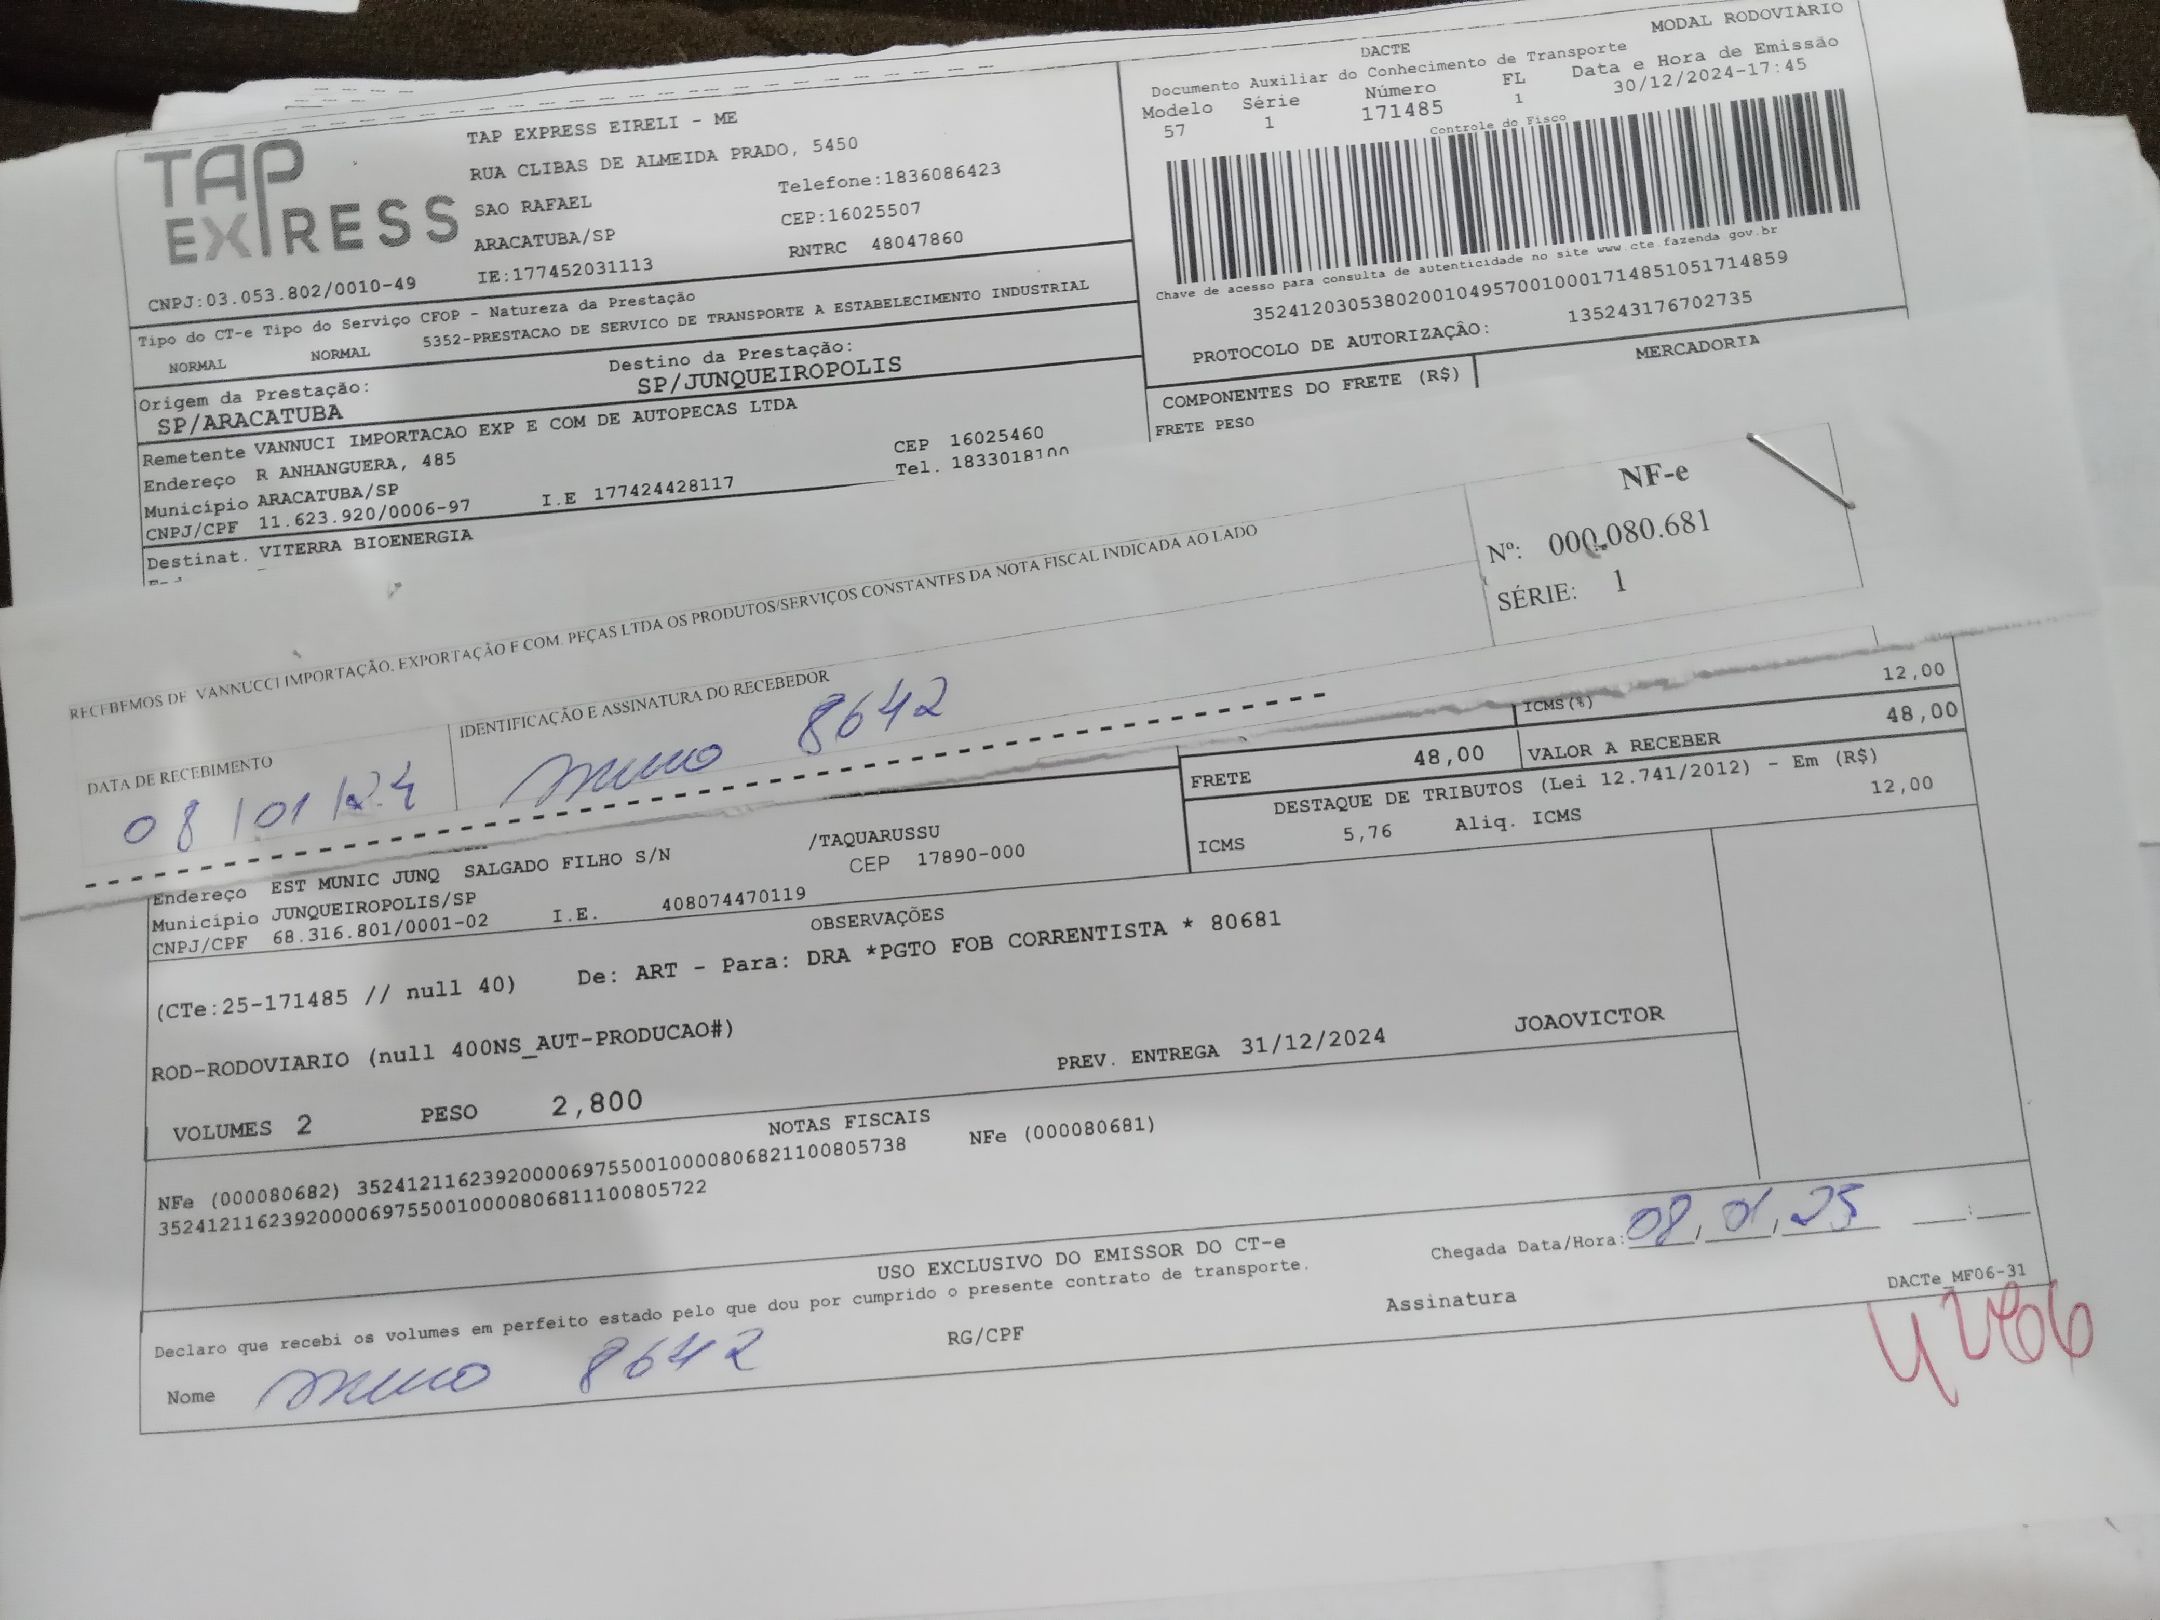 TAP EXPRESS
TAP EXPRESS EIRELI - ME
RUA CLIBAS DE ALMEIDA PRADO, 5450
SAO RAFAEL
Telefone:1836086423
CEP:16025507
ARACATUBA/SP
RNTRC 48047860
CNPJ:03.053.802/0010-49
IE:177452031113
MODAL RODOVIÁRIO
DACTE
Documento Auxiliar do Conhecimento de Transporte
Modelo Série Número FL Data e Hora de Emissão
57 1 171485 1 30/12/2024-17:45
Controle do Fisco
Chave de acesso para consulta de autenticidade no site www.cte.fazenda gov.br
35241203053802001049570010001714851051714859
PROTOCOLO DE AUTORIZAÇÃO: 135243176702735
Tipo do CT-e Tipo do Serviço CFOP - Natureza da Prestação
NORMAL NORMAL 5352-PRESTACAO DE SERVICO DE TRANSPORTE A ESTABELECIMENTO INDUSTRIAL
Origem da Prestação: Destino da Prestação:
SP/ARACATUBA SP/JUNQUEIROPOLIS
COMPONENTES DO FRETE (R$) MERCADORIA
FRETE PESO
Remetente VANNUCI IMPORTACAO EXP E COM DE AUTOPECAS LTDA
Endereço R ANHANGUERA, 485 CEP 16025460
Município ARACATUBA/SP Tel. 1833018100
CNPJ/CPF 11.623.920/0006-97 I.E 177424428117
Destinat. VITERRA BIOENERGIA
RECEBEMOS DE VANNUCCI IMPORTAÇÃO, EXPORTAÇÃO E COM. PEÇAS LTDA OS PRODUTOS/SERVIÇOS CONSTANTES DA NOTA FISCAL INDICADA AO LADO
NF-e
Nº: 000.080.681
SÉRIE: 1
DATA DE RECEBIMENTO
IDENTIFICAÇÃO E ASSINATURA DO RECEBEDOR
08/01/24
8642
ICMS(%) 12,00
FRETE 48,00 VALOR A RECEBER 48,00
DESTAQUE DE TRIBUTOS (Lei 12.741/2012) - Em (R$)
ICMS 5,76 Aliq. ICMS 12,00
Endereço EST MUNIC JUNQ SALGADO FILHO S/N /TAQUARUSSU
Município JUNQUEIROPOLIS/SP CEP 17890-000
CNPJ/CPF 68.316.801/0001-02 I.E. 408074470119
OBSERVAÇÕES
(CTe:25-171485 // null 40) De: ART - Para: DRA *PGTO FOB CORRENTISTA * 80681
ROD-RODOVIARIO (null 400NS_AUT-PRODUCAO#)
PREV. ENTREGA 31/12/2024 JOAOVICTOR
VOLUMES 2 PESO 2,800
NOTAS FISCAIS
NFe (000080682) 35241211623920000697550010000806821100805738 NFe (000080681)
35241211623920000697550010000806811100805722
USO EXCLUSIVO DO EMISSOR DO CT-e
Declaro que recebi os volumes em perfeito estado pelo que dou por cumprido o presente contrato de transporte.
Chegada Data/Hora: 08,01,25
Nome 8642 RG/CPF Assinatura
DACTe_MF06-31